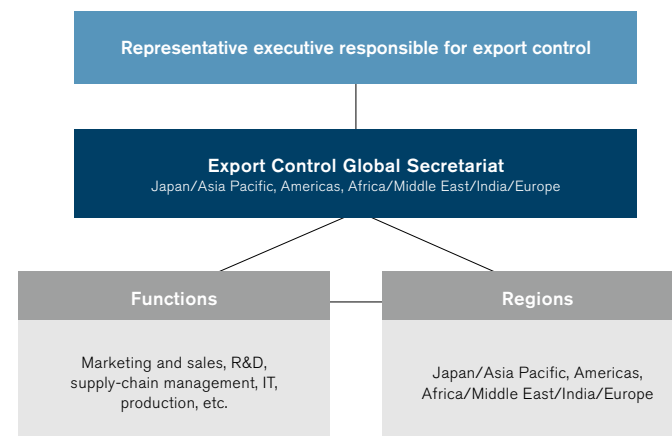 Representative executive responsible for export control
Export Control Global Secretariat
Japan/Asia Pacific, Americas, Africa/Middle East/India/Europe
Functions
Marketing and sales, R&D,
supply-chain management, IT,
production, etc.
Regions
Japan/Asia Pacific, Americas,
Africa/Middle East/India/Europe